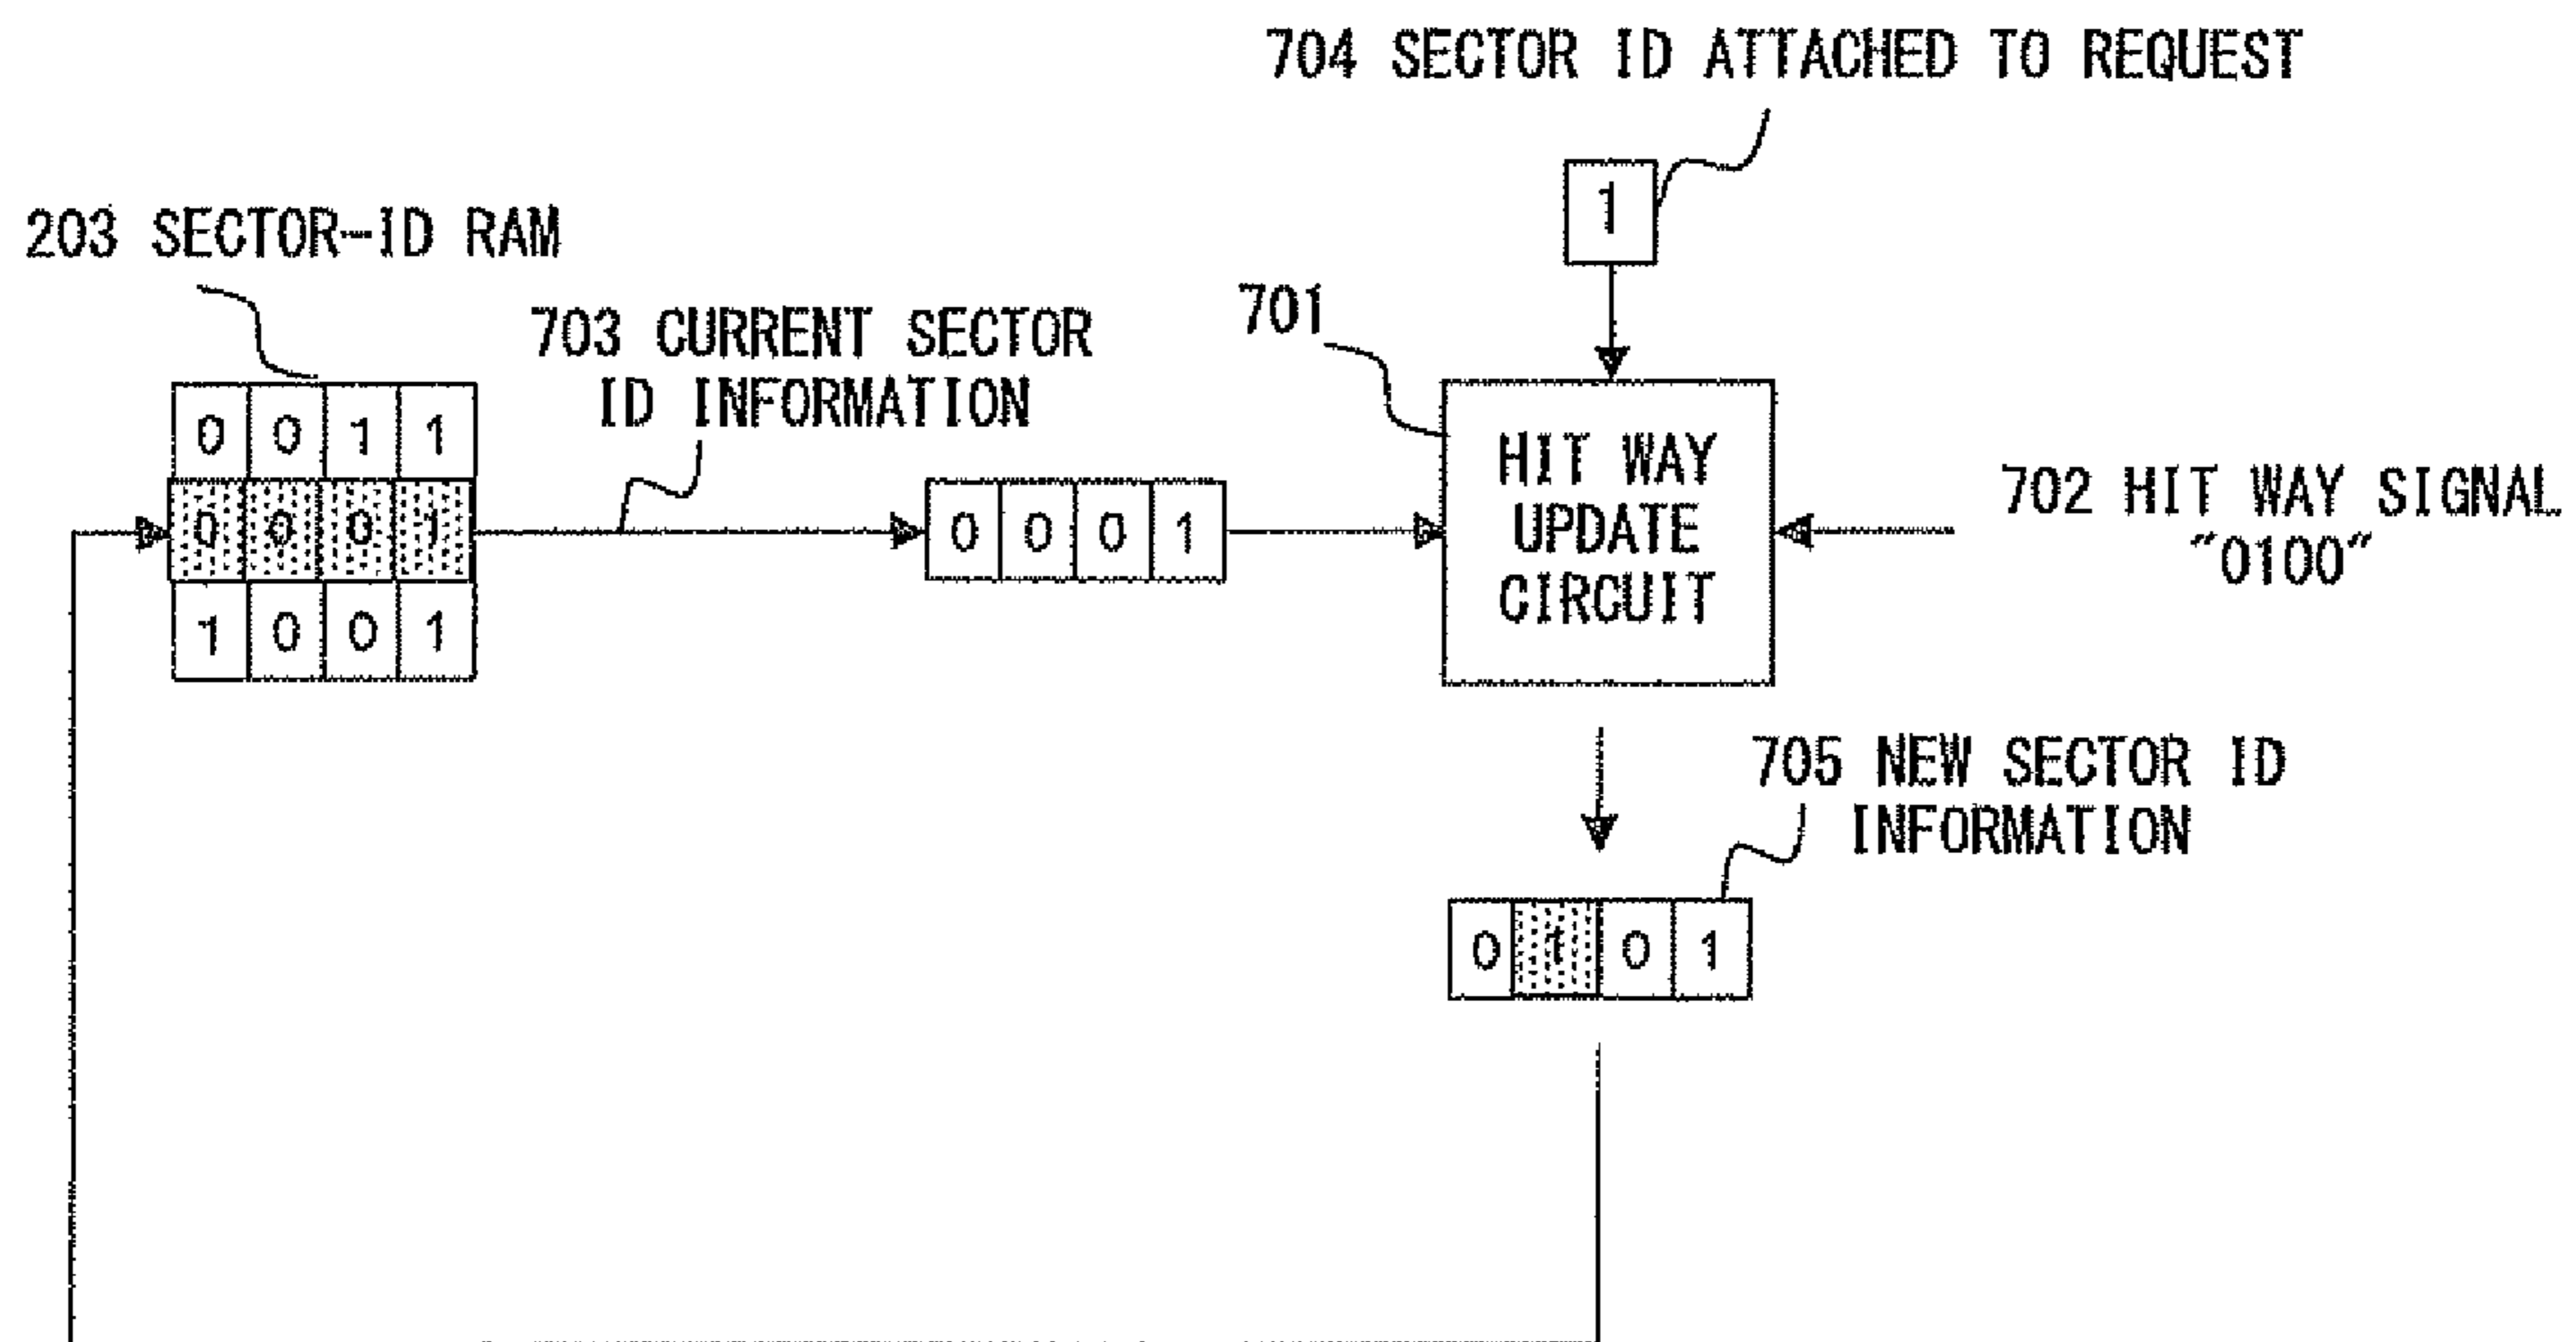 704 SECTOR ID ATTACHED TO REQUEST
1
203 SECTOR-ID RAM
703 CURRENT SECTOR
ID INFORMATION
701
0 0 1 1
0 0 0 1
1 0 0 1
0 0 0 1
HIT WAY
UPDATE
CIRCUIT
702 HIT WAY SIGNAL
"0100"
705 NEW SECTOR ID
INFORMATION
0 1 0 1